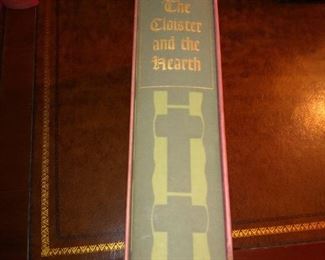 The
Cloister
and the
Hearth